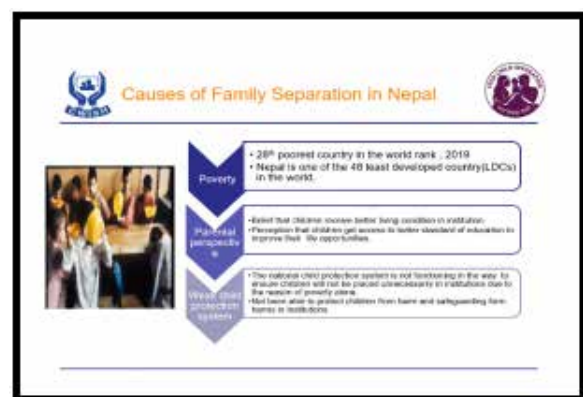 Causes of Family Separation in Nepal
Poverty
• 28th poorest country in the world rank , 2019
• Nepal is one of the 48 least developed country(LDCs)
in the world.
Parental
perspectiv
e
•Belief that children receive better living condition in institution.
•Perception that children get access to better standard of education to
improve their life opportunities.
Weak child
protection
system
•The national child protection system is not functioning in the way to
ensure children will not be placed unnecessarily in institutions due to
the reason of poverty alone.
•Not been able to protect children from harm and safeguarding form
harms in institutions